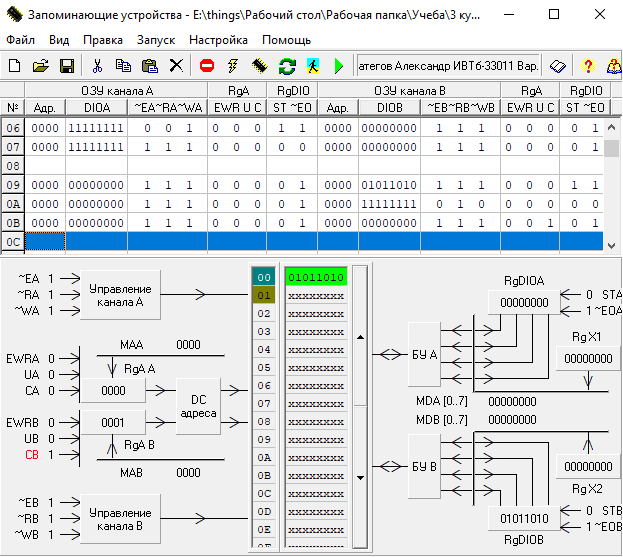 Запоминающие устройства - E:\things\Рабочий стол\Рабочая папка\Учеба\3 ку...
Файл Вид Правка Запуск Настройка Помощь
атегов Александр ИВТб-33011 Вар.
ОЗУ канала А RgA RgDIO ОЗУ канала В RgA RgDIO
№ Адр. DIOA ~EA~RA~WA EWR U C ST ~EO Адр. DIOB ~EB~RB~WB EWR U C ST ~EO
06 0000 11111111 0 0 1 0 0 0 1 1 0000 00000000 1 1 1 0 0 0 0 1
07 0000 11111111 1 1 1 0 0 0 0 0 0000 00000000 1 1 1 0 0 0 0 1
08
09 0000 00000000 1 1 1 0 0 0 0 1 0000 01011010 1 1 1 0 0 0 1 1
0A 0000 00000000 1 1 1 0 0 0 0 1 0000 11111111 0 1 0 0 0 0 0 0
0B 0000 00000000 1 1 1 0 0 0 0 1 0000 00000000 1 1 1 0 0 1 0 1
0C
~EA 1
~RA 1
~WA 1
Управление
канала А
EWRA 0
UA 0
CA 0
MAA 0000
RgA A
0000
EWRB 0
UB 0
CB 1
0001
RgA B
MAB 0000
DC
адреса
~EB 1
~RB 1
~WB 1
Управление
канала В
00 01011010
01 xxxxxxxx
02 xxxxxxxx
03 xxxxxxxx
04 xxxxxxxx
05 xxxxxxxx
06 xxxxxxxx
07 xxxxxxxx
08 xxxxxxxx
09 xxxxxxxx
0A xxxxxxxx
0B xxxxxxxx
0C xxxxxxxx
0D xxxxxxxx
0E xxxxxxxx
0F xxxxxxxx
RgDIOA
00000000
0 STA
1 ~EOA
БУ А
Rg X1
00000000
MDA [0..7] 00000000
MDB [0..7] 00000000
БУ В
00000000
Rg X2
01011010
RgDIOB
0 STB
1 ~EOB